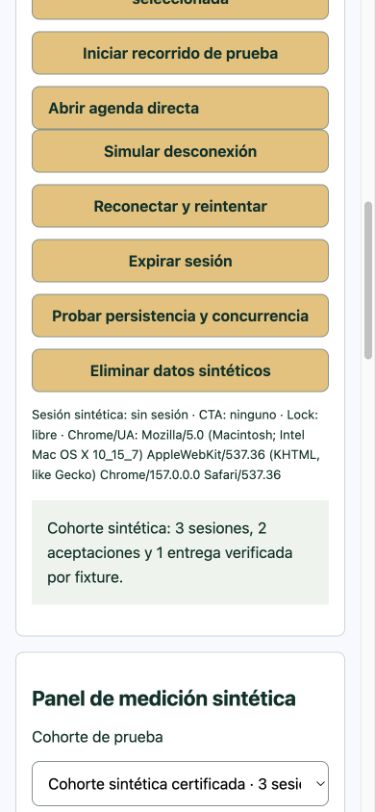 seleccionada
Iniciar recorrido de prueba
Abrir agenda directa
Simular desconexión
Reconectar y reintentar
Expirar sesión
Probar persistencia y concurrencia
Eliminar datos sintéticos
Sesión sintética: sin sesión · CTA: ninguno · Lock:
libre · Chrome/UA: Mozilla/5.0 (Macintosh; Intel
Mac OS X 10_15_7) AppleWebKit/537.36 (KHTML,
like Gecko) Chrome/157.0.0.0 Safari/537.36
Cohorte sintética: 3 sesiones, 2
aceptaciones y 1 entrega verificada
por fixture.
Panel de medición sintética
Cohorte de prueba
Cohorte sintética certificada · 3 sesi